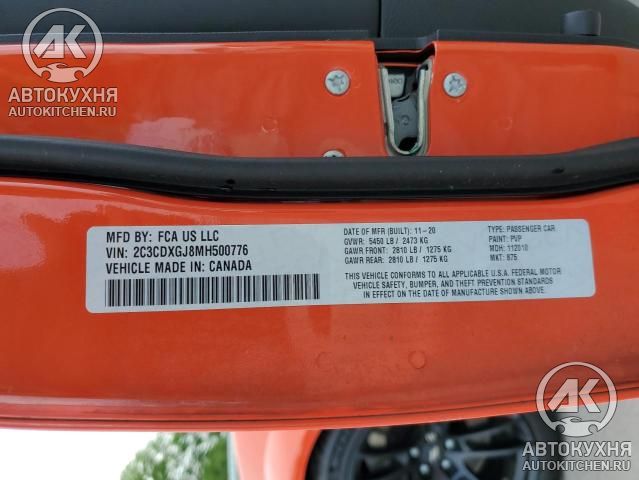 АК
АВТОКУХНЯ
AUTOKITCHEN.RU
MFD BY: FCA US LLC
VIN: 2C3CDXGJ8MH500776
VEHICLE MADE IN: CANADA
DATE OF MFR (BUILT): 11-20
GVWR: 5450 LB / 2473 KG
GAWR FRONT: 2810 LB / 1275 KG
GAWR REAR: 2810 LB / 1275 KG
TYPE: PASSENGER CAR
PAINT: PVP
MDH: 112010
MKT: 875
THIS VEHICLE CONFORMS TO ALL APPLICABLE U.S.A. FEDERAL MOTOR
VEHICLE SAFETY, BUMPER, AND THEFT PREVENTION STANDARDS
IN EFFECT ON THE DATE OF MANUFACTURE SHOWN ABOVE.
АК
АВТОКУХНЯ
AUTOKITCHEN.RU